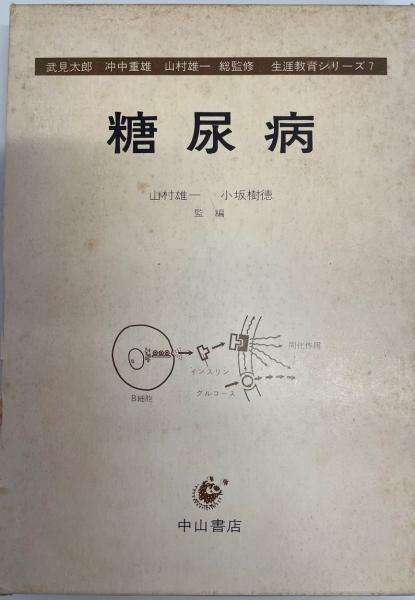 武見太郎 冲中重雄 山村雄一 総監修 生涯教育シリーズ7
糖尿病
山村雄一 小坂樹徳
監編
同化作用
インスリン
グルコース
B細胞
中山書店